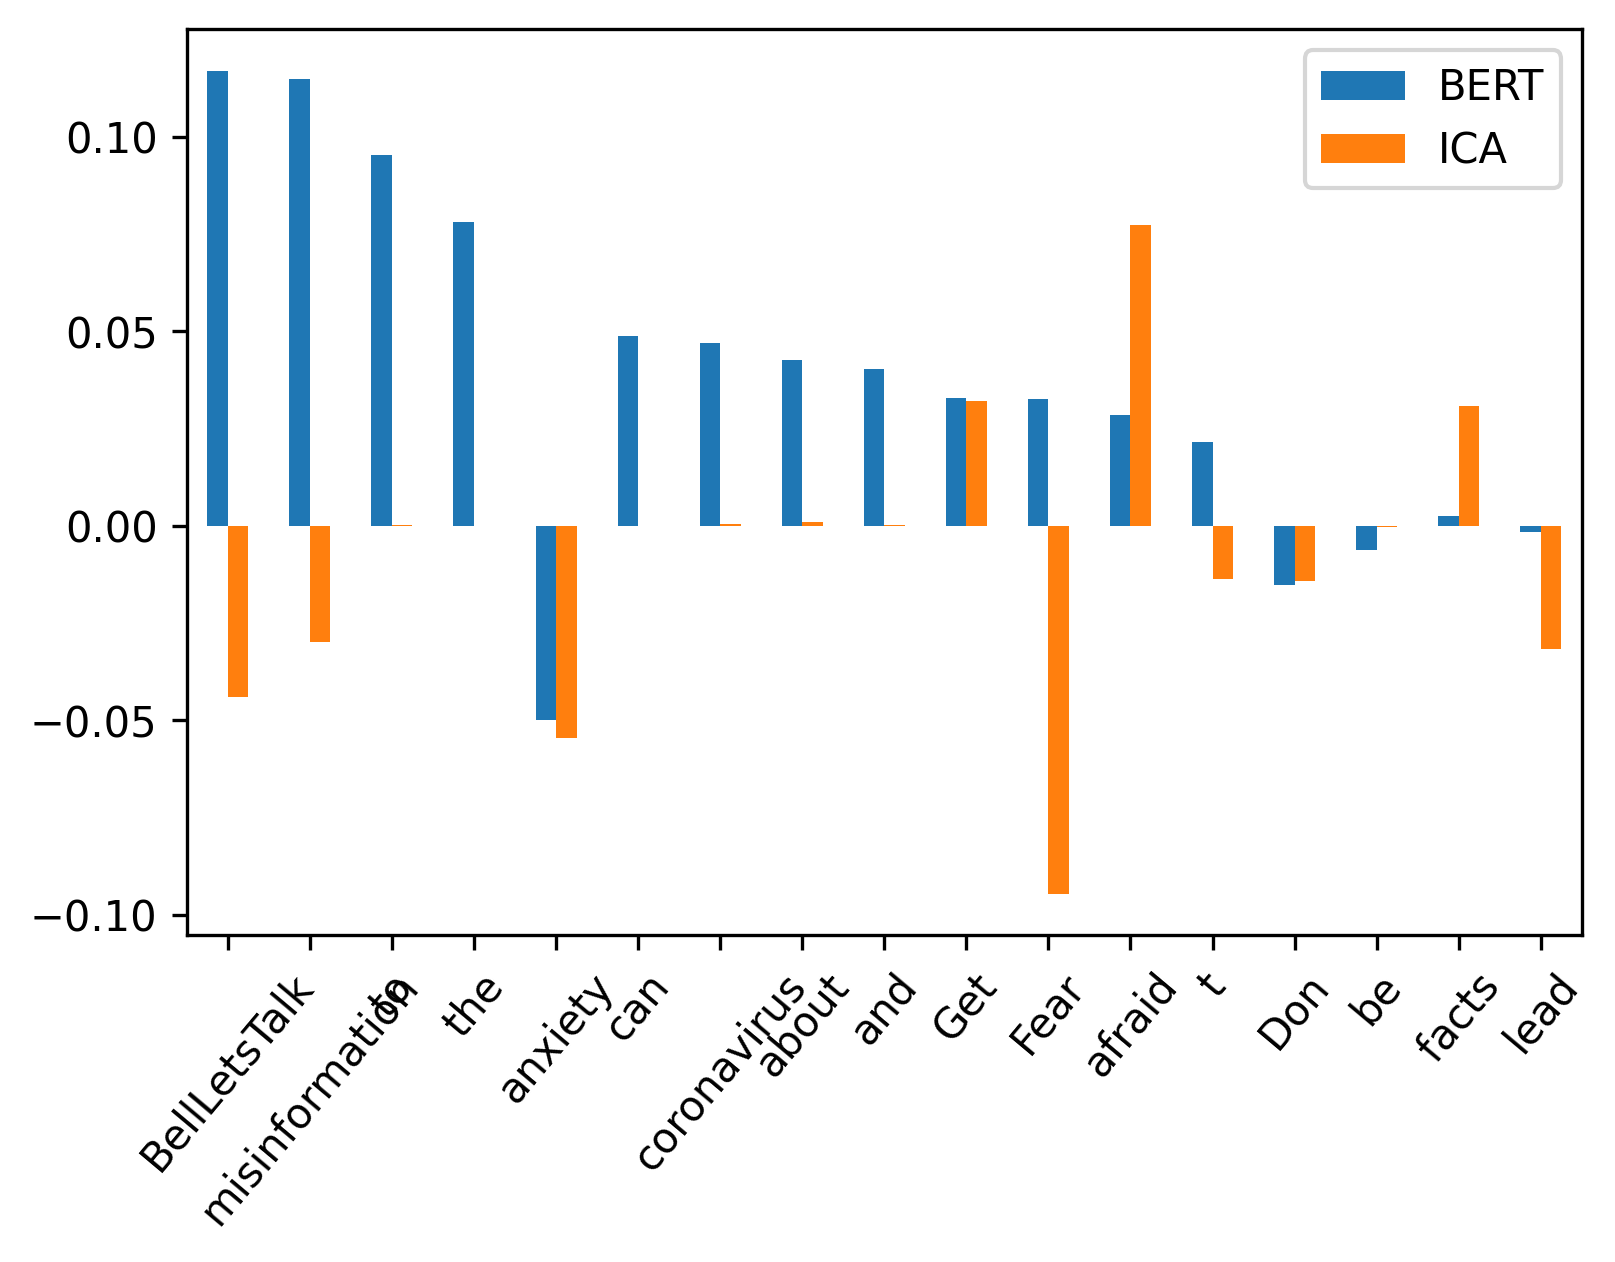 BERT
ICA
0.10
0.05
0.00
−0.05
−0.10
BellLetsTalk
misinformation
to
the
anxiety
can
coronavirus
about
and
Get
Fear
afraid
t
Don
be
facts
lead